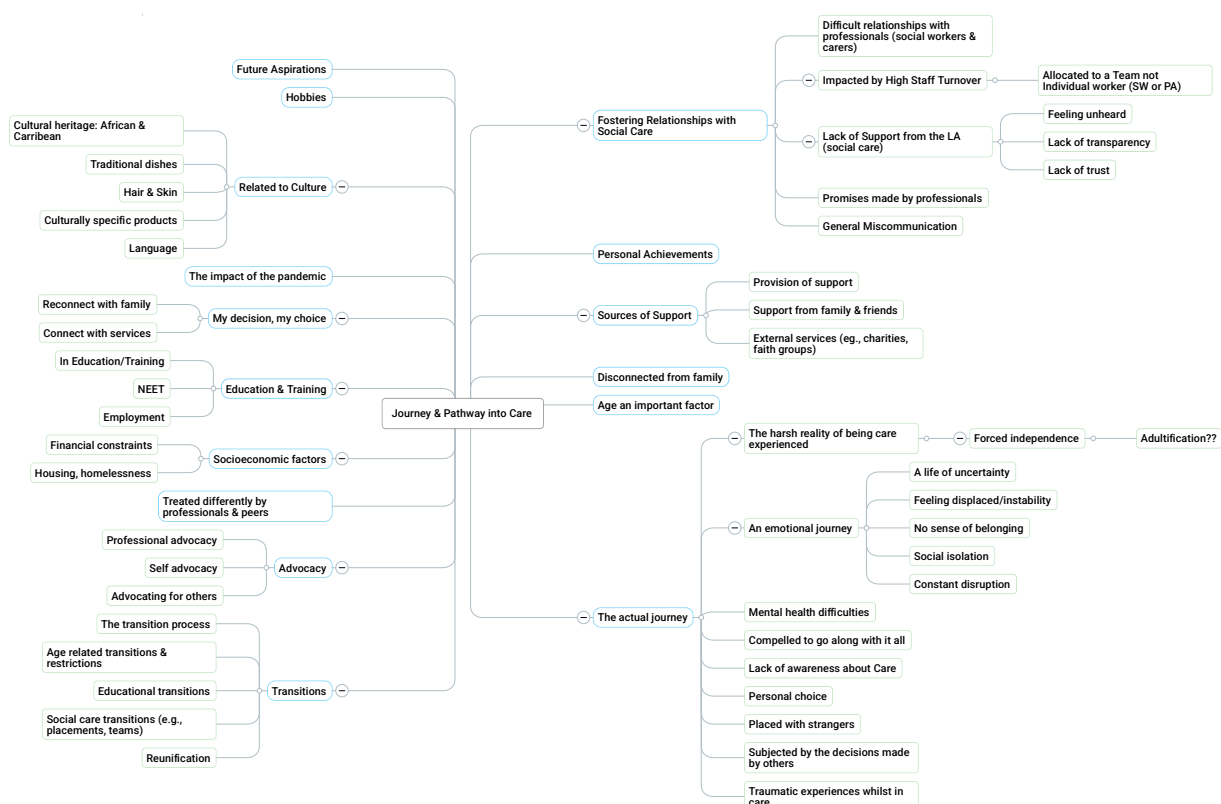 Journey & Pathway into Care
Future Aspirations
Hobbies
Related to Culture
Cultural heritage: African &
Carribean
Traditional dishes
Hair & Skin
Culturally specific products
Language
The impact of the pandemic
My decision, my choice
Reconnect with family
Connect with services
Education & Training
In Education/Training
NEET
Employment
Socioeconomic factors
Financial constraints
Housing, homelessness
Treated differently by
professionals & peers
Advocacy
Professional advocacy
Self advocacy
Advocating for others
Transitions
The transition process
Age related transitions &
restrictions
Educational transitions
Social care transitions (e.g.,
placements, teams)
Reunification
Fostering Relationships with
Social Care
Difficult relationships with
professionals (social workers &
carers)
Impacted by High Staff Turnover
Allocated to a Team not
Individual worker (SW or PA)
Lack of Support from the LA
(social care)
Feeling unheard
Lack of transparency
Lack of trust
Promises made by professionals
General Miscommunication
Personal Achievements
Sources of Support
Provision of support
Support from family & friends
External services (eg., charities,
faith groups)
Disconnected from family
Age an important factor
The actual journey
The harsh reality of being care
experienced
Forced independence
Adultification??
An emotional journey
A life of uncertainty
Feeling displaced/instability
No sense of belonging
Social isolation
Constant disruption
Mental health difficulties
Compelled to go along with it all
Lack of awareness about Care
Personal choice
Placed with strangers
Subjected by the decisions made
by others
Traumatic experiences whilst in
care